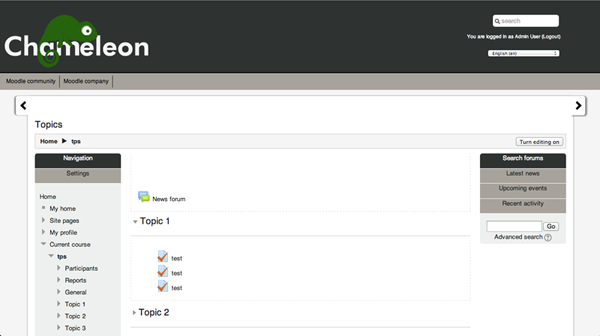 search
Chameleon
You are logged in as Admin User (Logout)
English (en)
Moodle community
Moodle company
Topics
Home ▶ tps
Turn editing on
Navigation
Settings
Home
My home
Site pages
My profile
Current course
tps
Participants
Reports
General
Topic 1
Topic 2
Topic 3
News forum
Topic 1
test
test
test
Topic 2
Search forums
Latest news
Upcoming events
Recent activity
Go
Advanced search ?